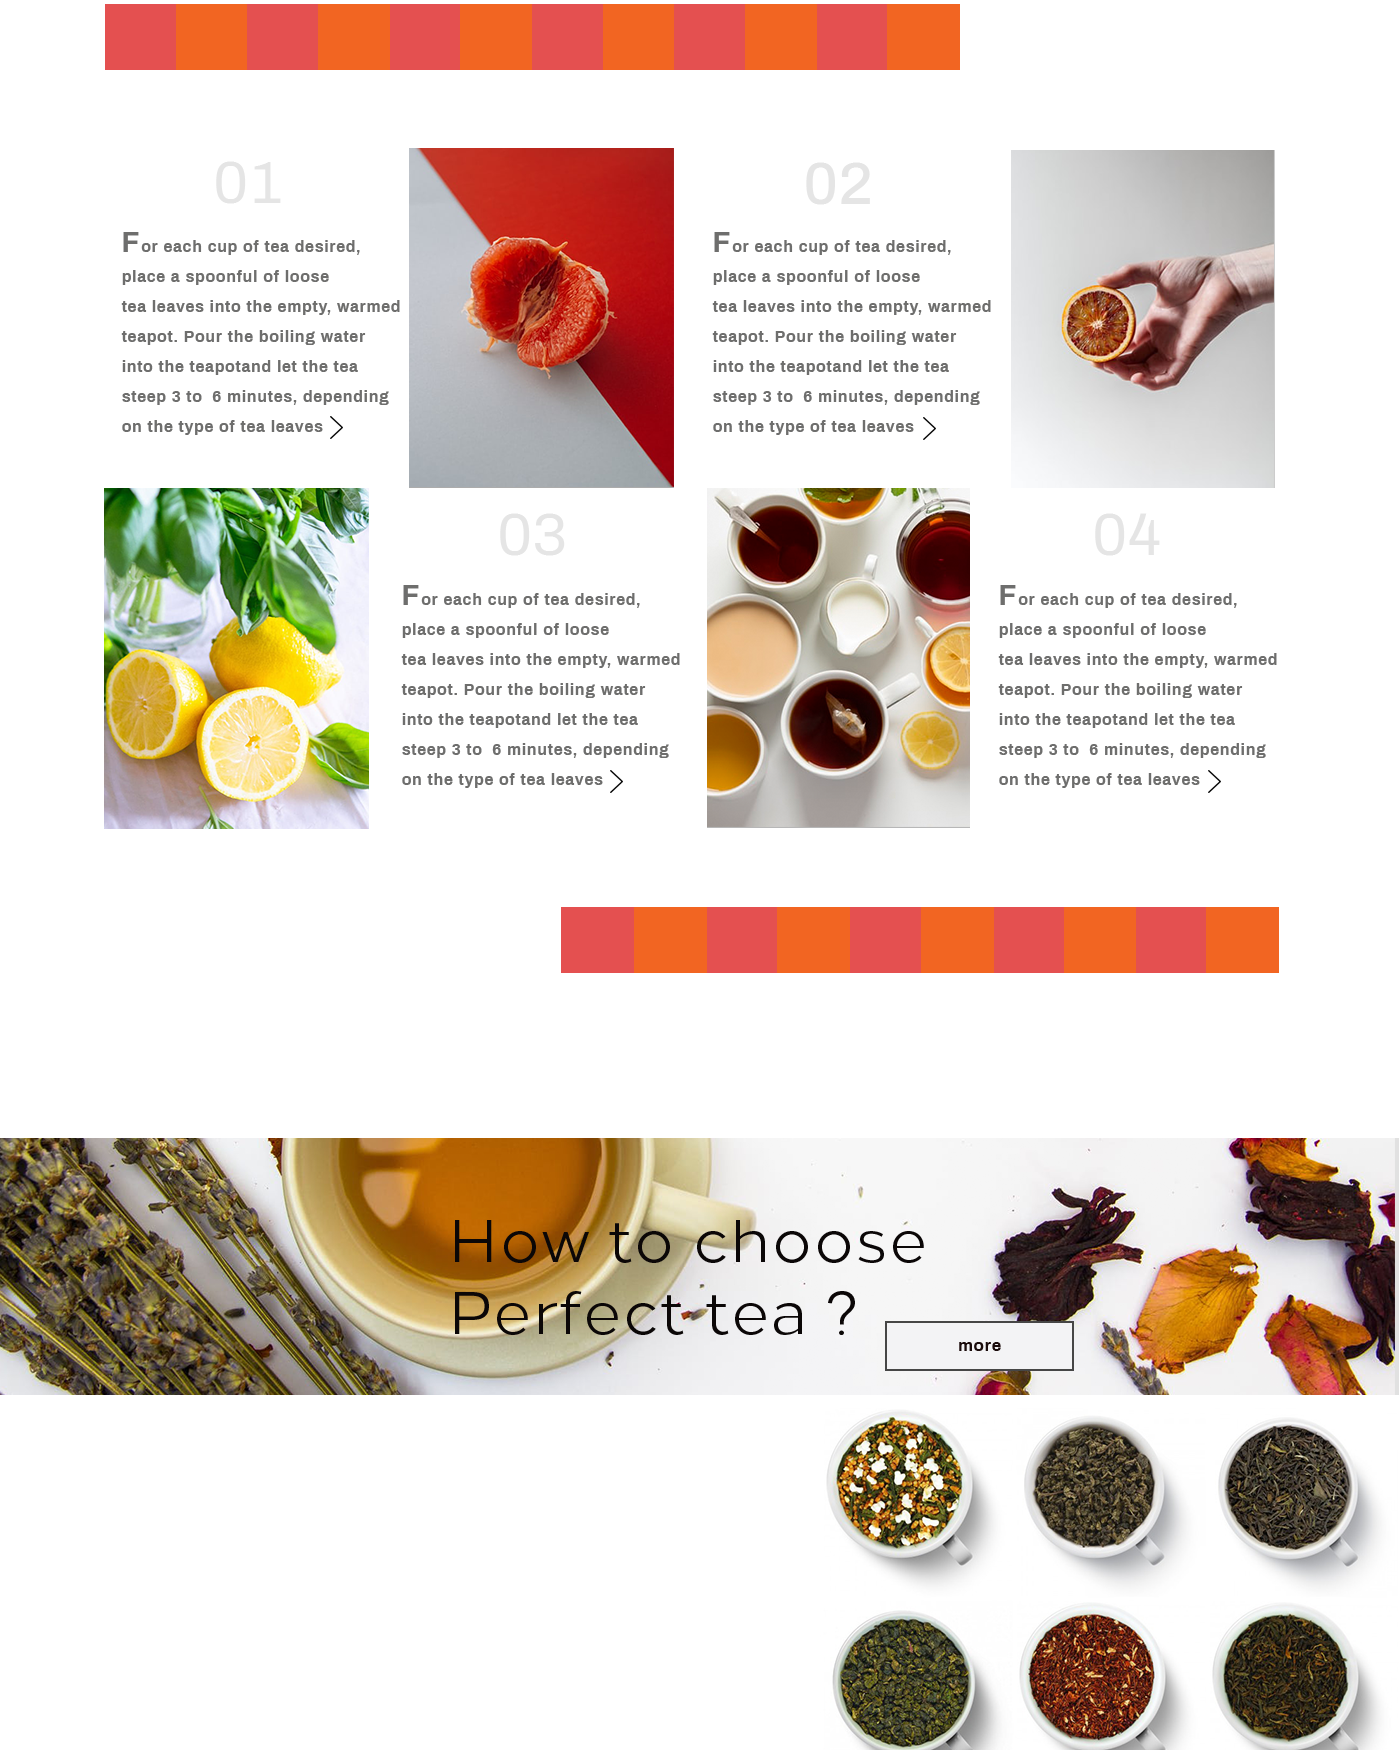 01
For each cup of tea desired,
place a spoonful of loose
tea leaves into the empty, warmed
teapot. Pour the boiling water
into the teapotand let the tea
steep 3 to  6 minutes, depending
on the type of tea leaves
02
For each cup of tea desired,
place a spoonful of loose
tea leaves into the empty, warmed
teapot. Pour the boiling water
into the teapotand let the tea
steep 3 to  6 minutes, depending
on the type of tea leaves
03
For each cup of tea desired,
place a spoonful of loose
tea leaves into the empty, warmed
teapot. Pour the boiling water
into the teapotand let the tea
steep 3 to  6 minutes, depending
on the type of tea leaves
04
For each cup of tea desired,
place a spoonful of loose
tea leaves into the empty, warmed
teapot. Pour the boiling water
into the teapotand let the tea
steep 3 to  6 minutes, depending
on the type of tea leaves
How to choose
Perfect tea ?
more